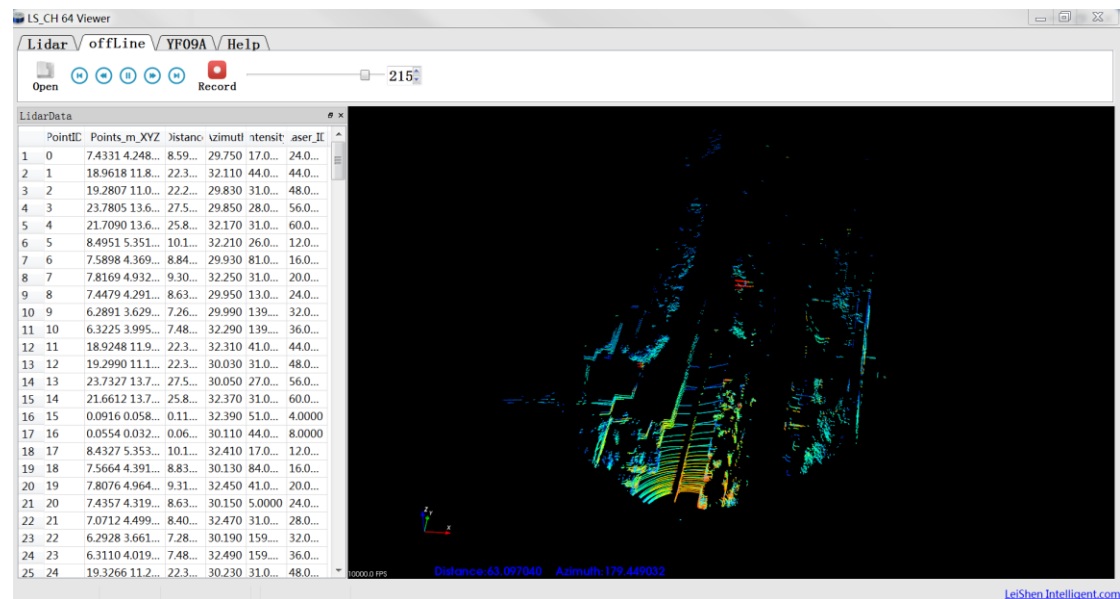 LS_CH 64 Viewer
Lidar offLine YF09A Help
Open Record 215
LidarData
PointID Points_m_XYZ Distanc Azimuth ntensity aser_ID
1 0 7.4331 4.248... 8.59... 29.750 17.0... 24.0...
2 1 18.9618 11.8... 22.3... 32.110 44.0... 44.0...
3 2 19.2807 11.0... 22.2... 29.830 31.0... 48.0...
4 3 23.7805 13.6... 27.5... 29.850 28.0... 56.0...
5 4 21.7090 13.6... 25.8... 32.170 31.0... 60.0...
6 5 8.4951 5.351... 10.1... 32.210 26.0... 12.0...
7 6 7.5898 4.369... 8.84... 29.930 81.0... 16.0...
8 7 7.8169 4.932... 9.30... 32.250 31.0... 20.0...
9 8 7.4479 4.291... 8.63... 29.950 13.0... 24.0...
10 9 6.2891 3.629... 7.26... 29.990 139.... 32.0...
11 10 6.3225 3.995... 7.48... 32.290 139.... 36.0...
12 11 18.9248 11.9... 22.3... 32.310 41.0... 44.0...
13 12 19.2990 11.1... 22.3... 30.030 31.0... 48.0...
14 13 23.7327 13.7... 27.5... 30.050 27.0... 56.0...
15 14 21.6612 13.7... 25.8... 32.370 31.0... 60.0...
16 15 0.0916 0.058... 0.11... 32.390 51.0... 4.0000
17 16 0.0554 0.032... 0.06... 30.110 44.0... 8.0000
18 17 8.4327 5.353... 10.1... 32.410 17.0... 12.0...
19 18 7.5664 4.391... 8.83... 30.130 84.0... 16.0...
20 19 7.8076 4.964... 9.31... 32.450 41.0... 20.0...
21 20 7.4357 4.319... 8.63... 30.150 5.0000 24.0...
22 21 7.0712 4.499... 8.40... 32.470 31.0... 28.0...
23 22 6.2928 3.661... 7.28... 30.190 159.... 32.0...
24 23 6.3110 4.019... 7.48... 32.490 159.... 36.0...
25 24 19.3266 11.2... 22.3... 30.230 31.0... 48.0...
Z Y
X
10000.0 FPS Distance:63.097040 Azimuth:179.449032
LeiShen Intelligent.com